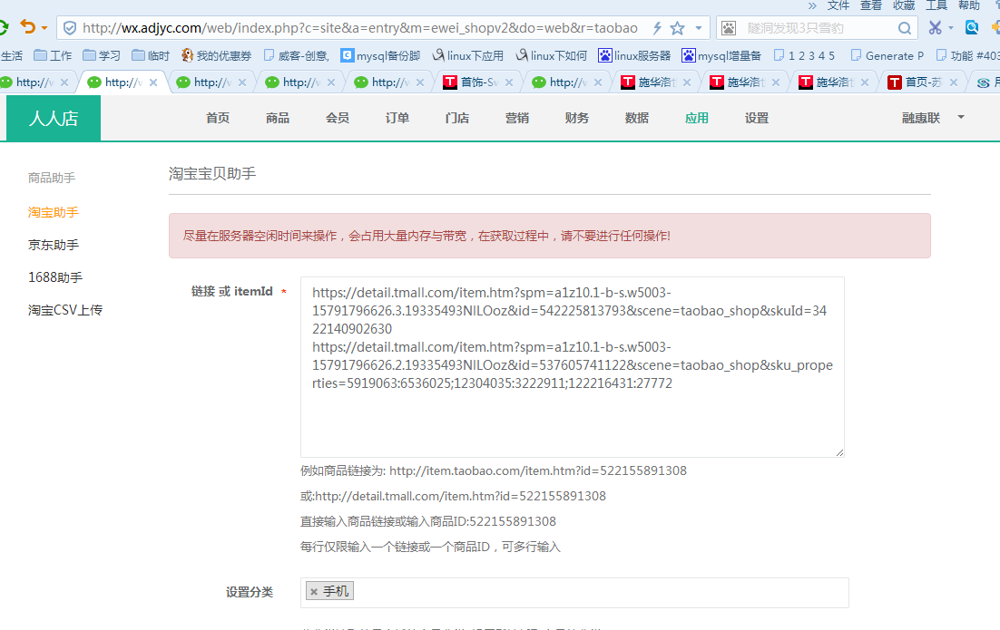 文件 查看 收藏 工具 帮助
http://wx.adjyc.com/web/index.php?c=site&a=entry&m=ewei_shopv2&do=web&r=taobao
隧洞发现3只雪豹
生活 工作 学习 临时 我的优惠券 威客-创意, mysql备份脚 linux下应用 linux下如何 linux服务器 mysql增量备 1 2 3 4 5 Generate P 功能 #403
http:// http:// http:// http:// http:// 首饰-Sw http:// 施华洛 施华洛 施华洛 首页-苏
人人店 首页 商品 会员 订单 门店 营销 财务 数据 应用 设置 融惠联
商品助手
淘宝助手
京东助手
1688助手
淘宝CSV上传
淘宝宝贝助手
尽量在服务器空闲时间来操作，会占用大量内存与带宽，在获取过程中，请不要进行任何操作!
链接 或 itemId *
https://detail.tmall.com/item.htm?spm=a1z10.1-b-s.w5003-
15791796626.3.19335493NILOoz&id=542225813793&scene=taobao_shop&skuId=34
22140902630
https://detail.tmall.com/item.htm?spm=a1z10.1-b-s.w5003-
15791796626.2.19335493NILOoz&id=537605741122&scene=taobao_shop&sku_prope
rties=5919063:6536025;12304035:3222911;122216431:27772
例如商品链接为: http://item.taobao.com/item.htm?id=522155891308
或:http://detail.tmall.com/item.htm?id=522155891308
直接输入商品链接或输入商品ID:522155891308
每行仅限输入一个链接或一个商品ID，可多行输入
设置分类
× 手机